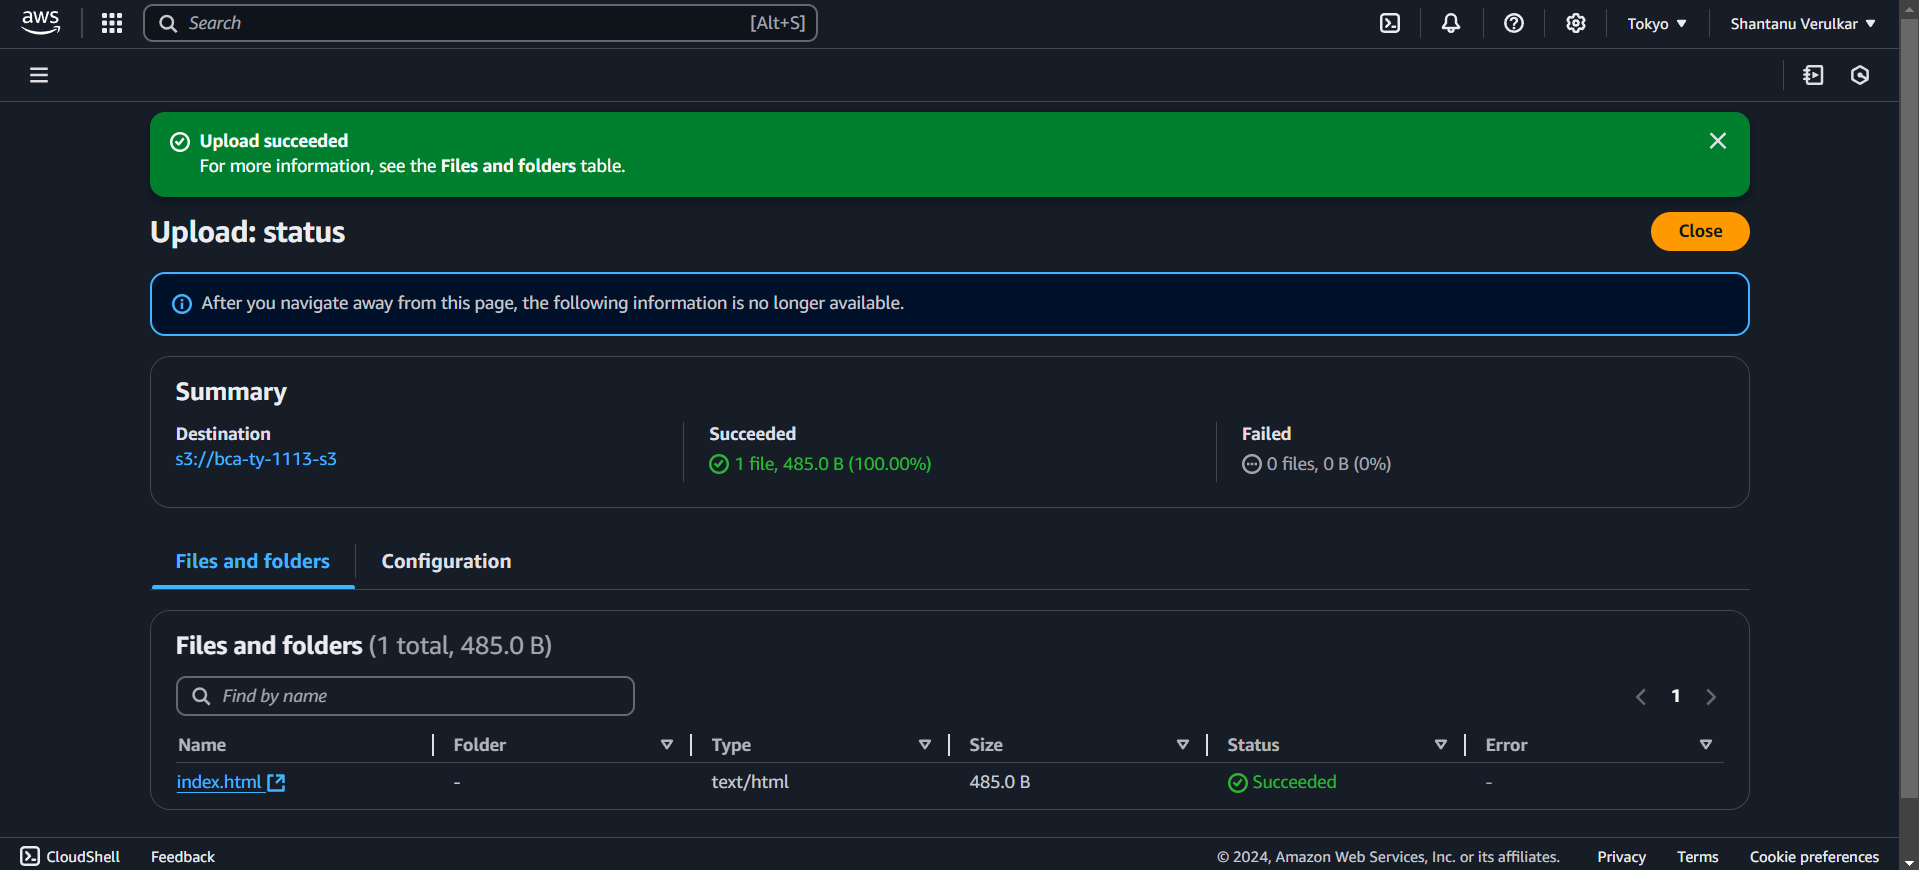 aws
Search [Alt+S]
Tokyo
Shantanu Verulkar
Upload succeeded
For more information, see the Files and folders table.
Upload: status
Close
After you navigate away from this page, the following information is no longer available.
Summary
Destination
s3://bca-ty-1113-s3
Succeeded
1 file, 485.0 B (100.00%)
Failed
0 files, 0 B (0%)
Files and folders
Configuration
Files and folders (1 total, 485.0 B)
Find by name
1
Name Folder Type Size Status Error
index.html - text/html 485.0 B Succeeded -
CloudShell Feedback © 2024, Amazon Web Services, Inc. or its affiliates. Privacy Terms Cookie preferences